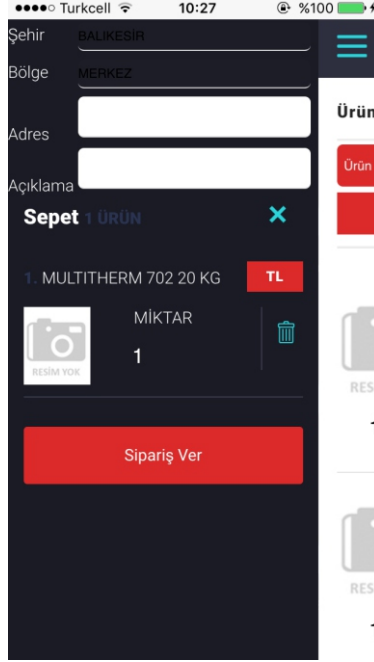 Turkcell 10:27 %100
Şehir BALIKESİR
Bölge MERKEZ
Adres
Açıklama
Sepet 1 ÜRÜN
1. MULTITHERM 702 20 KG TL
MİKTAR
1
RESİM YOK
Sipariş Ver
Ürün
Ürün
RES
RES